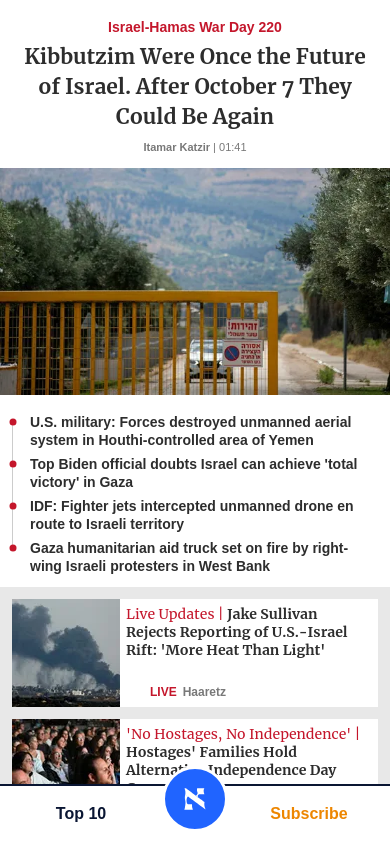 Israel-Hamas War Day 220
Kibbutzim Were Once the Future
of Israel. After October 7 They
Could Be Again
Itamar Katzir | 01:41
זהירות!
U.S. military: Forces destroyed unmanned aerial
system in Houthi-controlled area of Yemen
Top Biden official doubts Israel can achieve 'total
victory' in Gaza
IDF: Fighter jets intercepted unmanned drone en
route to Israeli territory
Gaza humanitarian aid truck set on fire by right-
wing Israeli protesters in West Bank
Live Updates | Jake Sullivan
Rejects Reporting of U.S.-Israel
Rift: 'More Heat Than Light'
LIVE Haaretz
'No Hostages, No Independence' |
Hostages' Families Hold
Independence Day
Top 10
Subscribe